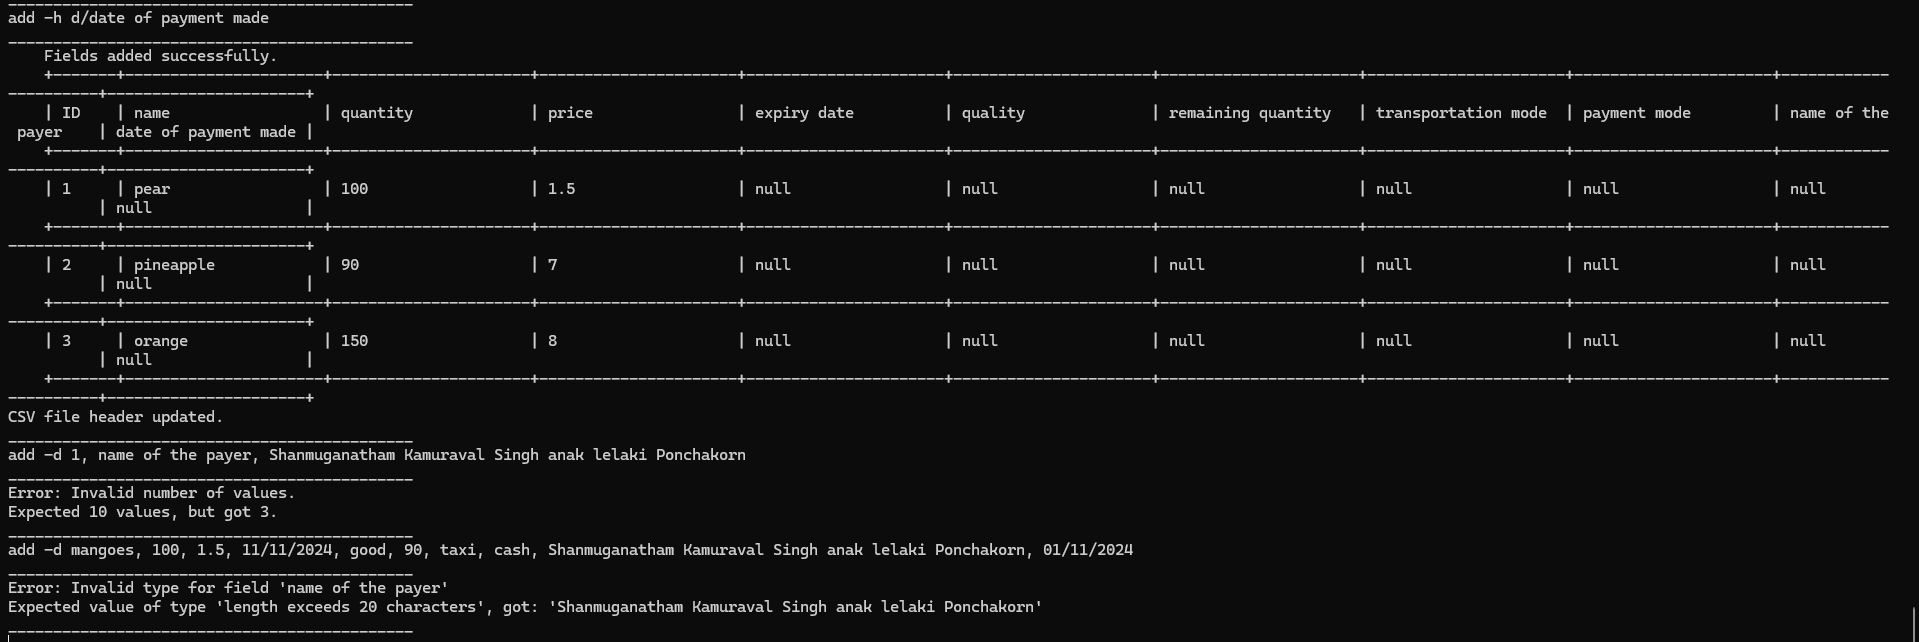 ____________________________________________
add -h d/date of payment made
____________________________________________
    Fields added successfully.
    +-------+----------------------+----------------------+----------------------+----------------------+----------------------+----------------------+----------------------+----------------------+------------
----------+----------------------+
    | ID    | name                 | quantity             | price                | expiry date          | quality              | remaining quantity   | transportation mode  | payment mode         | name of the
 payer    | date of payment made |
    +-------+----------------------+----------------------+----------------------+----------------------+----------------------+----------------------+----------------------+----------------------+------------
----------+----------------------+
    | 1     | pear                 | 100                  | 1.5                  | null                 | null                 | null                 | null                 | null                 | null
          | null                 |
    +-------+----------------------+----------------------+----------------------+----------------------+----------------------+----------------------+----------------------+----------------------+------------
----------+----------------------+
    | 2     | pineapple            | 90                   | 7                    | null                 | null                 | null                 | null                 | null                 | null
          | null                 |
    +-------+----------------------+----------------------+----------------------+----------------------+----------------------+----------------------+----------------------+----------------------+------------
----------+----------------------+
    | 3     | orange               | 150                  | 8                    | null                 | null                 | null                 | null                 | null                 | null
          | null                 |
    +-------+----------------------+----------------------+----------------------+----------------------+----------------------+----------------------+----------------------+----------------------+------------
----------+----------------------+
CSV file header updated.
____________________________________________
add -d 1, name of the payer, Shanmuganatham Kamuraval Singh anak lelaki Ponchakorn
____________________________________________
Error: Invalid number of values.
Expected 10 values, but got 3.
____________________________________________
add -d mangoes, 100, 1.5, 11/11/2024, good, 90, taxi, cash, Shanmuganatham Kamuraval Singh anak lelaki Ponchakorn, 01/11/2024
____________________________________________
Error: Invalid type for field 'name of the payer'
Expected value of type 'length exceeds 20 characters', got: 'Shanmuganatham Kamuraval Singh anak lelaki Ponchakorn'
____________________________________________